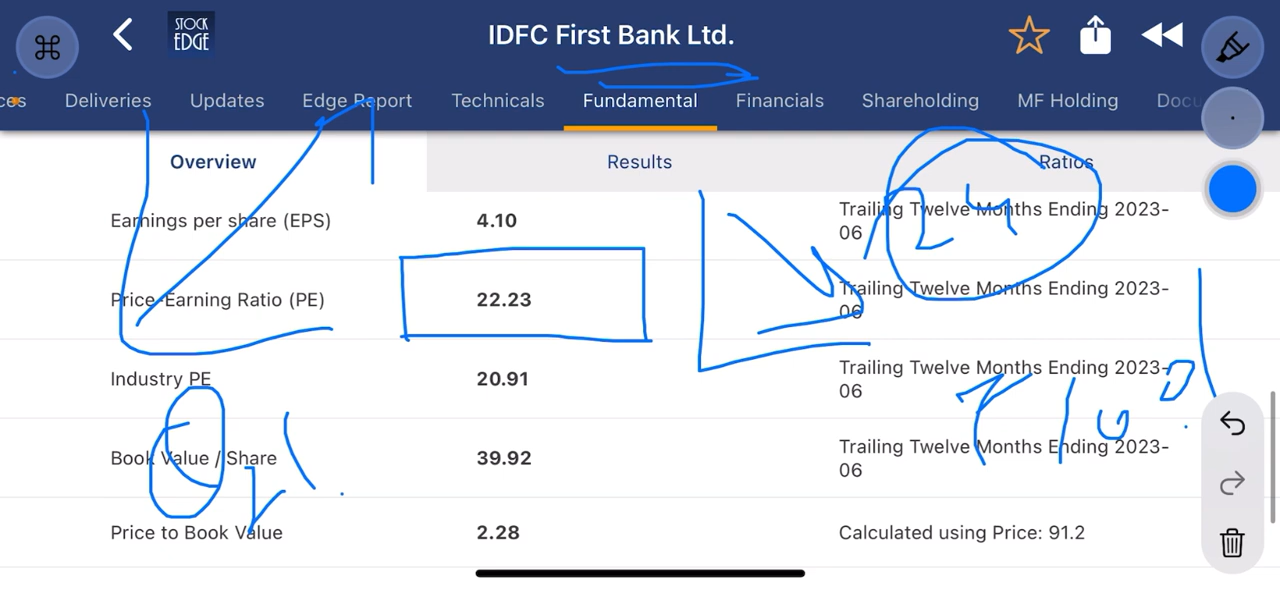 STOCK
EDGE
IDFC First Bank Ltd.
Deliveries Updates Edge Report Technicals Fundamental Financials Shareholding MF Holding
Overview Results Ratios
Earnings per share (EPS) 4.10 Trailing Twelve Months Ending 2023-
06
Price-Earning Ratio (PE) 22.23 Trailing Twelve Months Ending 2023-
06
Industry PE 20.91 Trailing Twelve Months Ending 2023-
06
Book Value / Share 39.92 Trailing Twelve Months Ending 2023-
06
Price to Book Value 2.28 Calculated using Price: 91.2
24